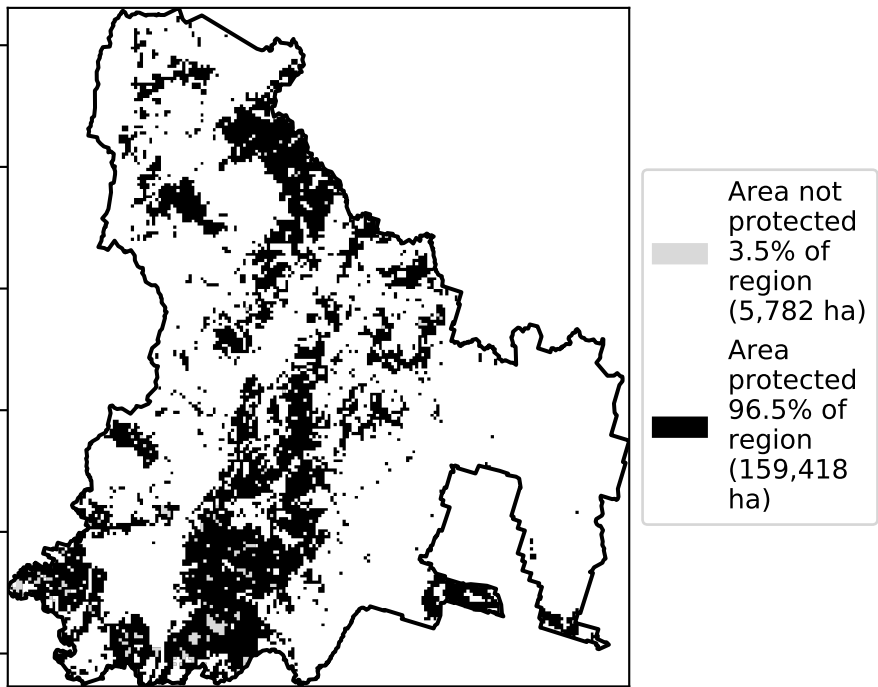 Area not
protected
3.5% of
region
(5,782 ha)
Area
protected
96.5% of
region
(159,418
ha)